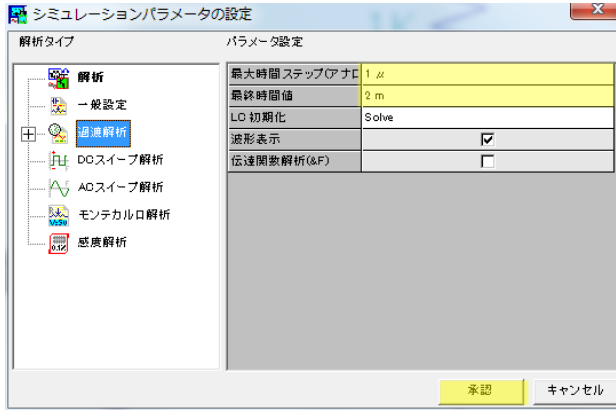 シミュレーションパラメータの設定
解析タイプ
パラメータ設定
解析
一般設定
過渡解析
DCスイープ解析
ACスイープ解析
モンテカルロ解析
感度解析
最大時間ステップ(アナロ 1 μ
最終時間値 2 m
LC 初期化 Solve
波形表示
伝達関数解析(&F)
承認 キャンセル